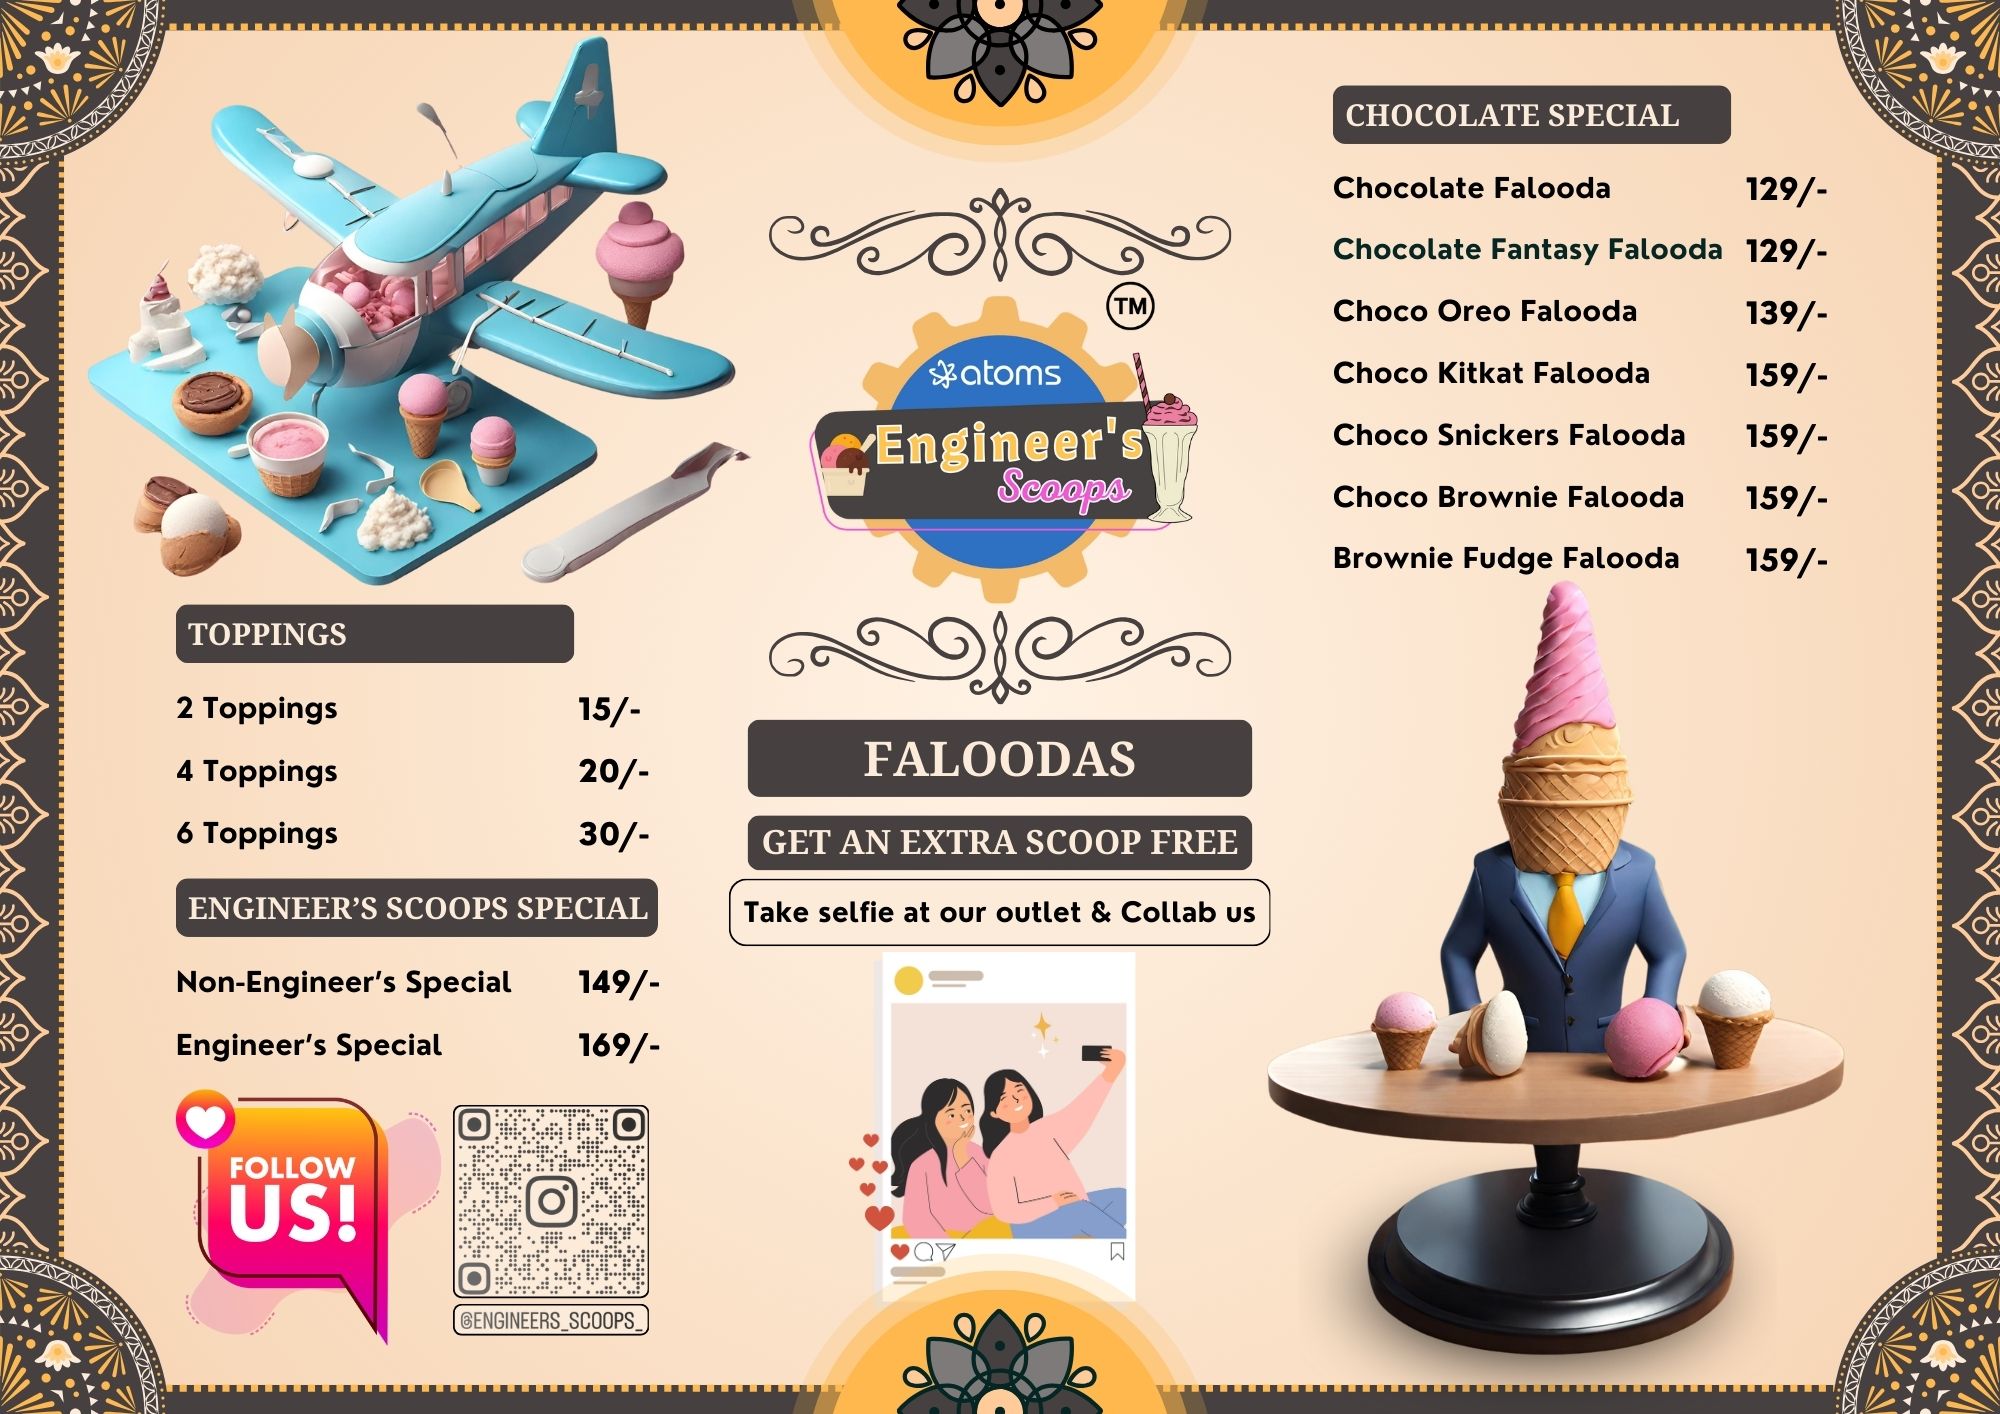 TOPPINGS
2 Toppings 15/-
4 Toppings 20/-
6 Toppings 30/-
ENGINEER’S SCOOPS SPECIAL
Non-Engineer’s Special 149/-
Engineer’s Special 169/-
FOLLOW
US!
@ENGINEERS_SCOOPS_
TM
atoms
Engineer's
Scoops
FALOODAS
GET AN EXTRA SCOOP FREE
Take selfie at our outlet & Collab us
CHOCOLATE SPECIAL
Chocolate Falooda 129/-
Chocolate Fantasy Falooda 129/-
Choco Oreo Falooda 139/-
Choco Kitkat Falooda 159/-
Choco Snickers Falooda 159/-
Choco Brownie Falooda 159/-
Brownie Fudge Falooda 159/-